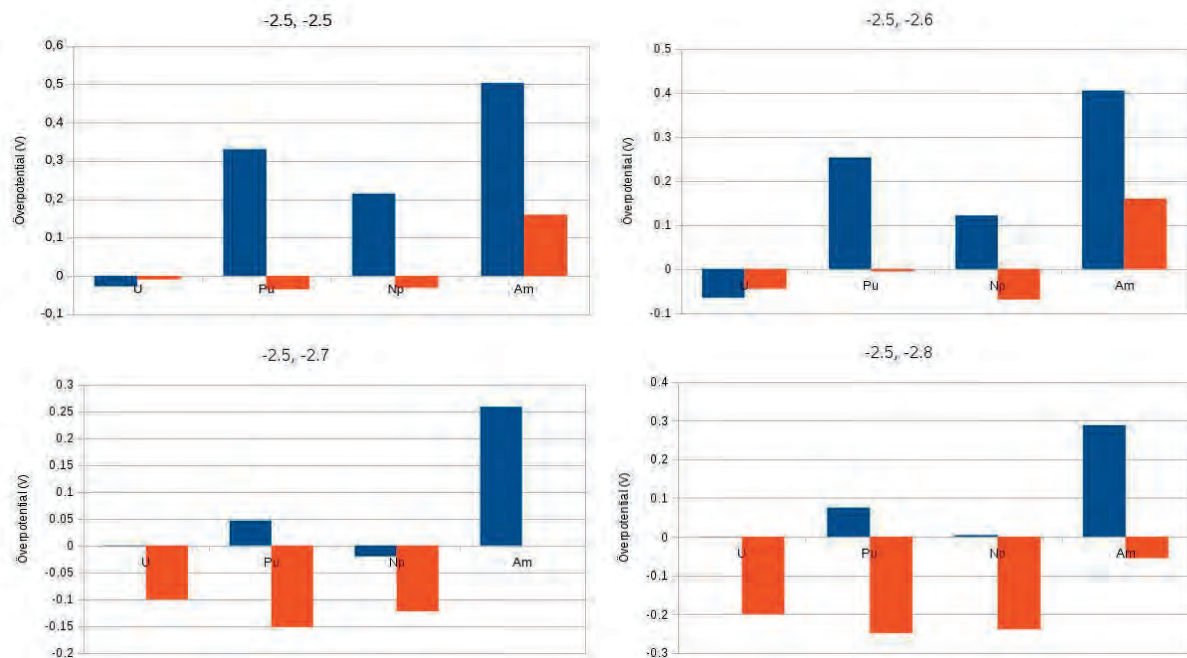 -2.5, -2.5
Överpotential (V)
0,6
0,5
0,4
0,3
0,2
0,1
0
-0,1
U
Pu
Np
Am
-2.5, -2.6
Överpotential (V)
0.5
0.4
0.3
0.2
0.1
0
-0.1
U
Pu
Np
Am
-2.5, -2.7
Överpotential (V)
0.3
0.25
0.2
0.15
0.1
0.05
0
-0.05
-0.1
-0.15
-0.2
U
Pu
Np
Am
-2.5, -2.8
Överpotential (V)
0.4
0.3
0.2
0.1
0
-0.1
-0.2
-0.3
U
Pu
Np
Am